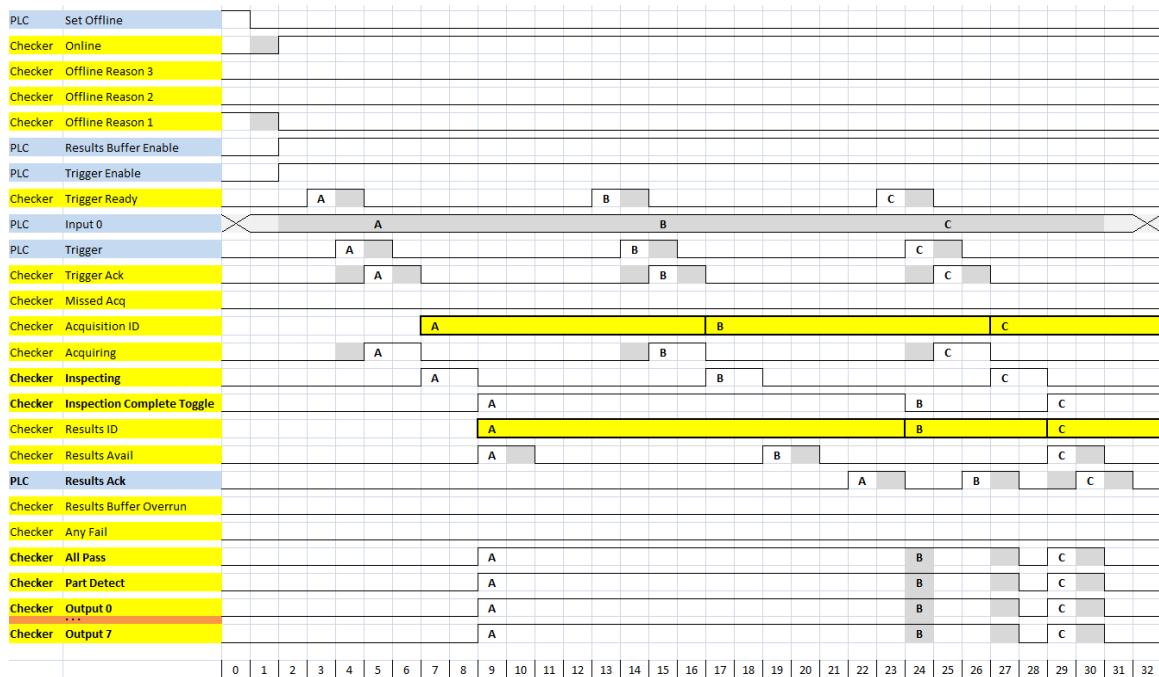 PLC Set Offline
Checker Online
Checker Offline Reason 3
Checker Offline Reason 2
Checker Offline Reason 1
PLC Results Buffer Enable
PLC Trigger Enable
Checker Trigger Ready A B C
PLC Input 0 A B C
PLC Trigger A B C
Checker Trigger Ack A B C
Checker Missed Acq
Checker Acquisition ID A B C
Checker Acquiring A B C
Checker Inspecting A B C
Checker Inspection Complete Toggle A B C
Checker Results ID A B C
Checker Results Avail A B C
PLC Results Ack A B C
Checker Results Buffer Overrun
Checker Any Fail
Checker All Pass A B C
Checker Part Detect A B C
Checker Output 0 A B C
...
Checker Output 7 A B C
0 1 2 3 4 5 6 7 8 9 10 11 12 13 14 15 16 17 18 19 20 21 22 23 24 25 26 27 28 29 30 31 32